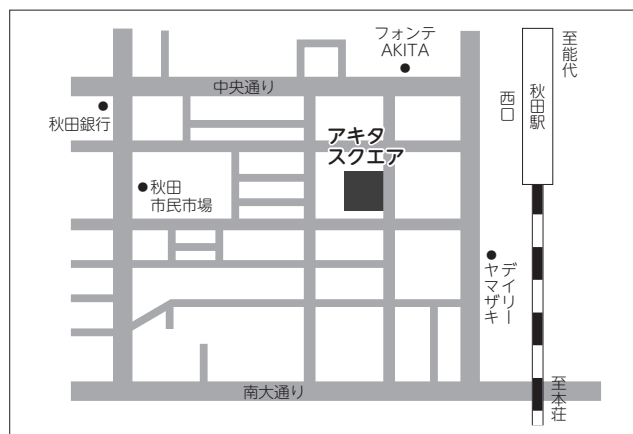 フォンテ
AKITA
至能代
中央通り
秋田駅
西口
秋田銀行
アキタ
スクエア
秋田
市民市場
デイリー
ヤマザキ
南大通り
至本荘